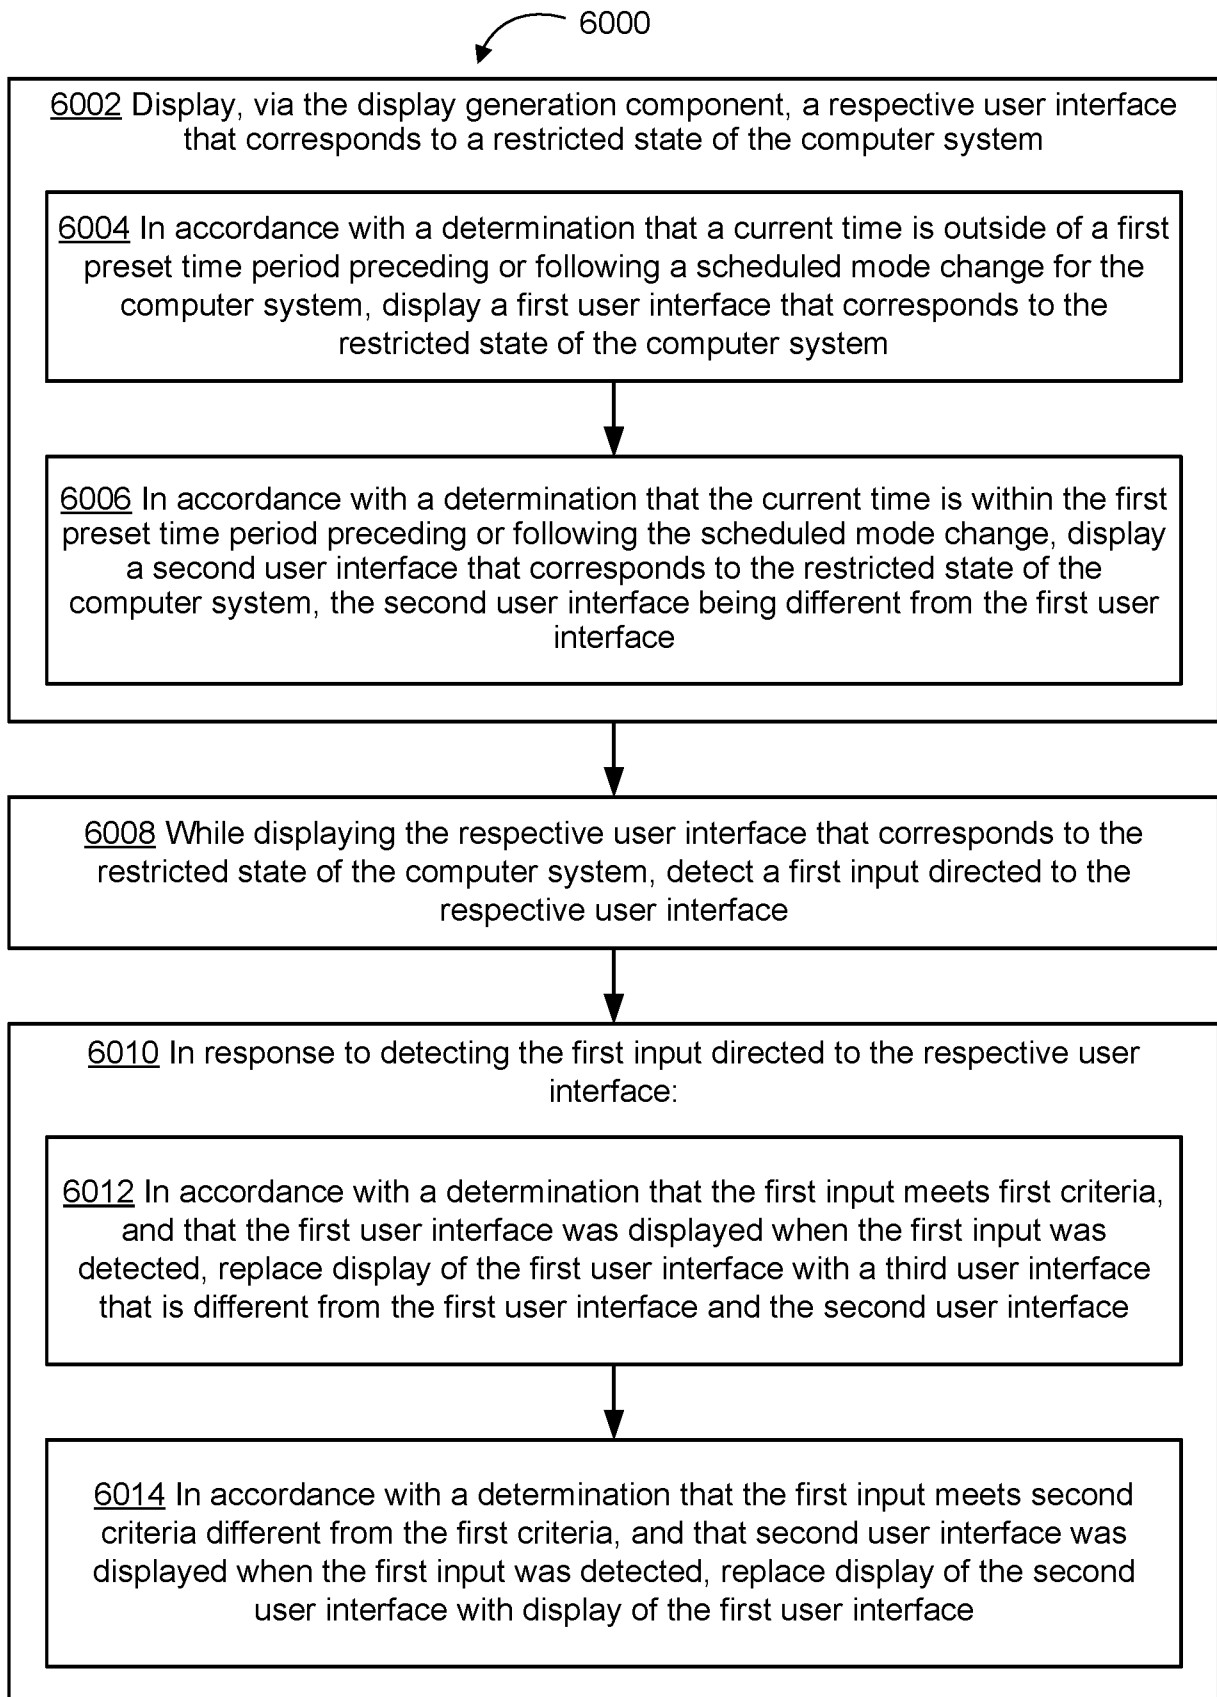 6000
6002 Display, via the display generation component, a respective user interface
that corresponds to a restricted state of the computer system
6004 In accordance with a determination that a current time is outside of a first
preset time period preceding or following a scheduled mode change for the
computer system, display a first user interface that corresponds to the
restricted state of the computer system
6006 In accordance with a determination that the current time is within the first
preset time period preceding or following the scheduled mode change, display
a second user interface that corresponds to the restricted state of the
computer system, the second user interface being different from the first user
interface
6008 While displaying the respective user interface that corresponds to the
restricted state of the computer system, detect a first input directed to the
respective user interface
6010 In response to detecting the first input directed to the respective user
interface:
6012 In accordance with a determination that the first input meets first criteria,
and that the first user interface was displayed when the first input was
detected, replace display of the first user interface with a third user interface
that is different from the first user interface and the second user interface
6014 In accordance with a determination that the first input meets second
criteria different from the first criteria, and that second user interface was
displayed when the first input was detected, replace display of the second
user interface with display of the first user interface